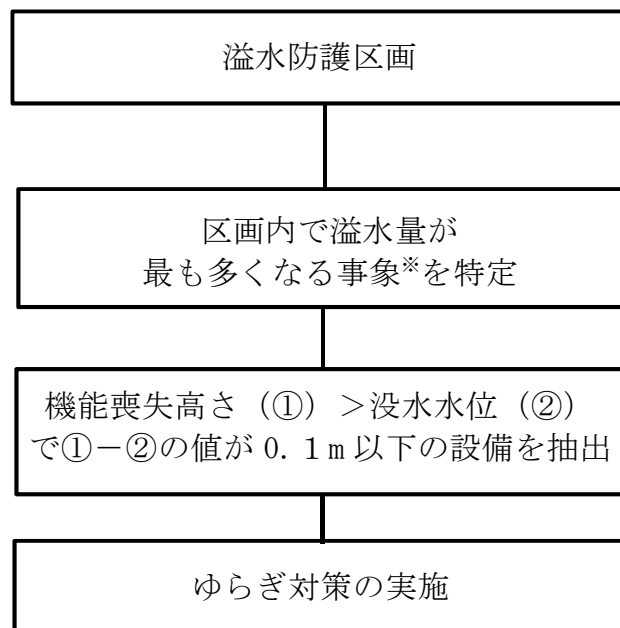 溢水防護区画
区画内で溢水量が
最も多くなる事象※を特定
機能喪失高さ（①）＞没水水位（②）
で①－②の値が 0.1ｍ以下の設備を抽出
ゆらぎ対策の実施